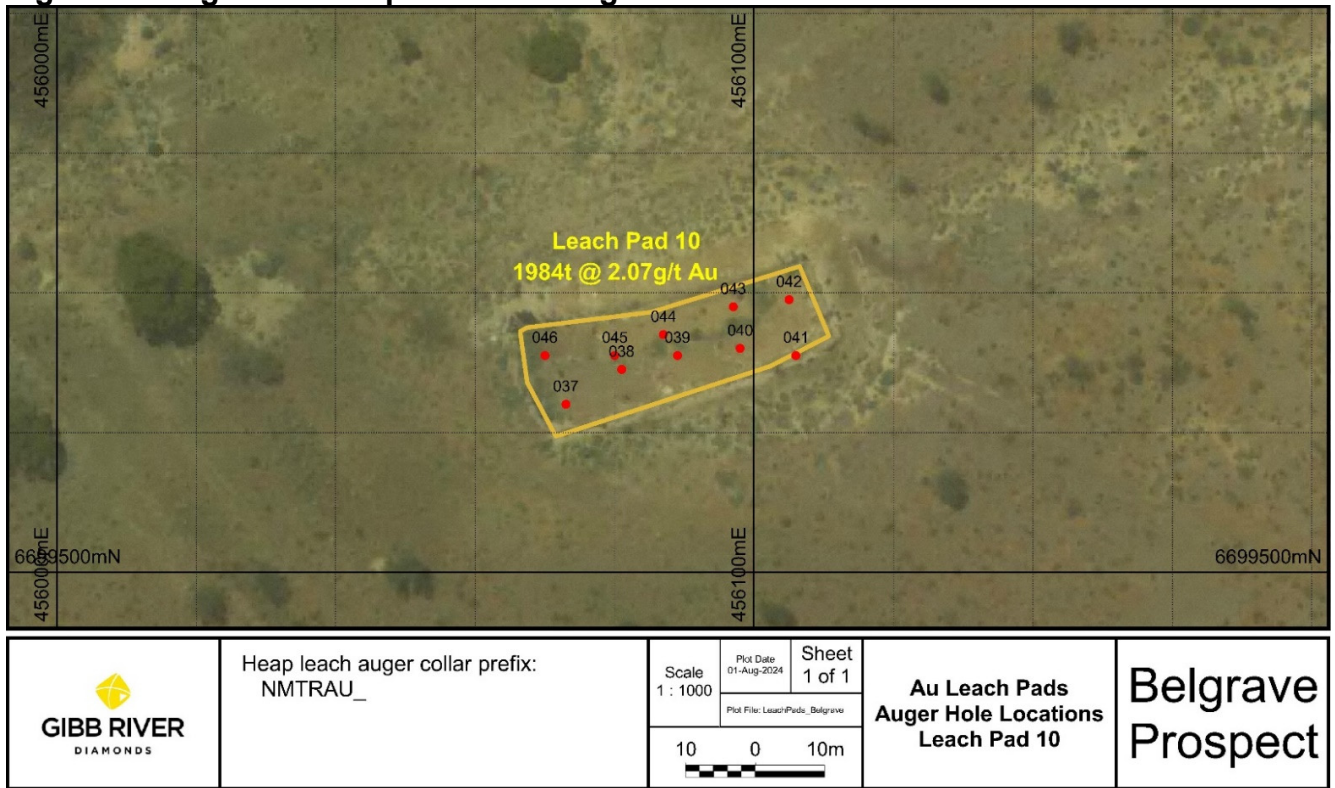 456000mE
456100mE
Leach Pad 10
1984t @ 2.07g/t Au
042
043
044
046
045
039
040
041
038
037
6699500mN
6699500mN
456000mE
456100mE
GIBB RIVER
DIAMONDS
Heap leach auger collar prefix:
NMTRAU_
Scale
1 : 1000
Plot Date
01-Aug-2024
Sheet
1 of 1
Plot File: LeachPads_Belgrave
10 0 10m
Au Leach Pads
Auger Hole Locations
Leach Pad 10
Belgrave
Prospect